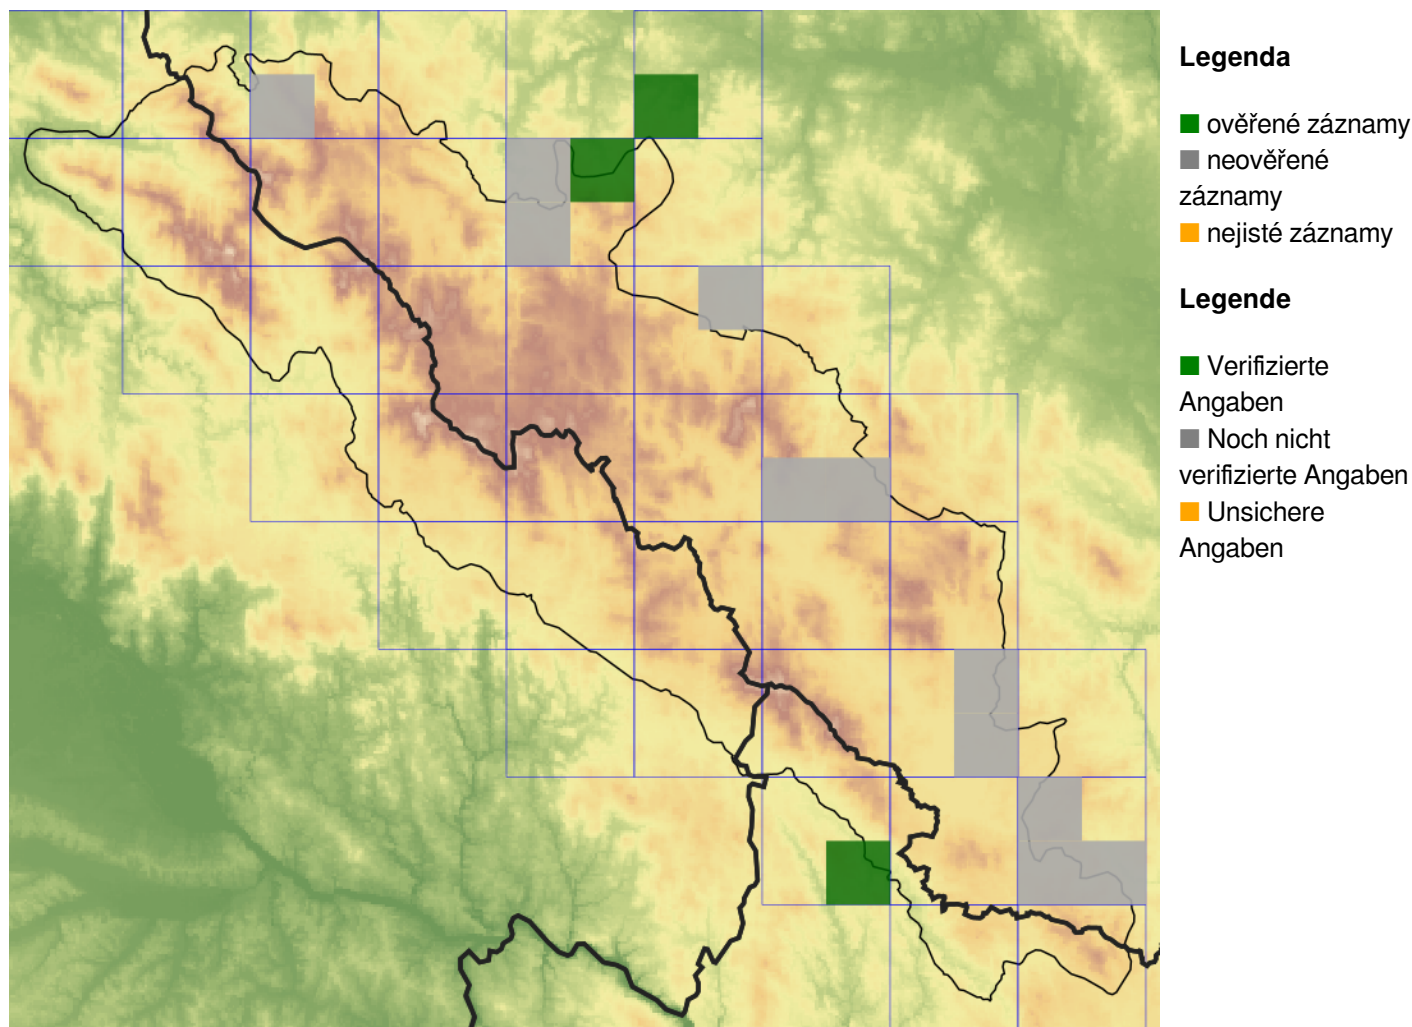 Legenda
ověřené záznamy
neověřené
záznamy
nejisté záznamy
Legende
Verifizierte
Angaben
Noch nicht
verifizierte Angaben
Unsichere
Angaben